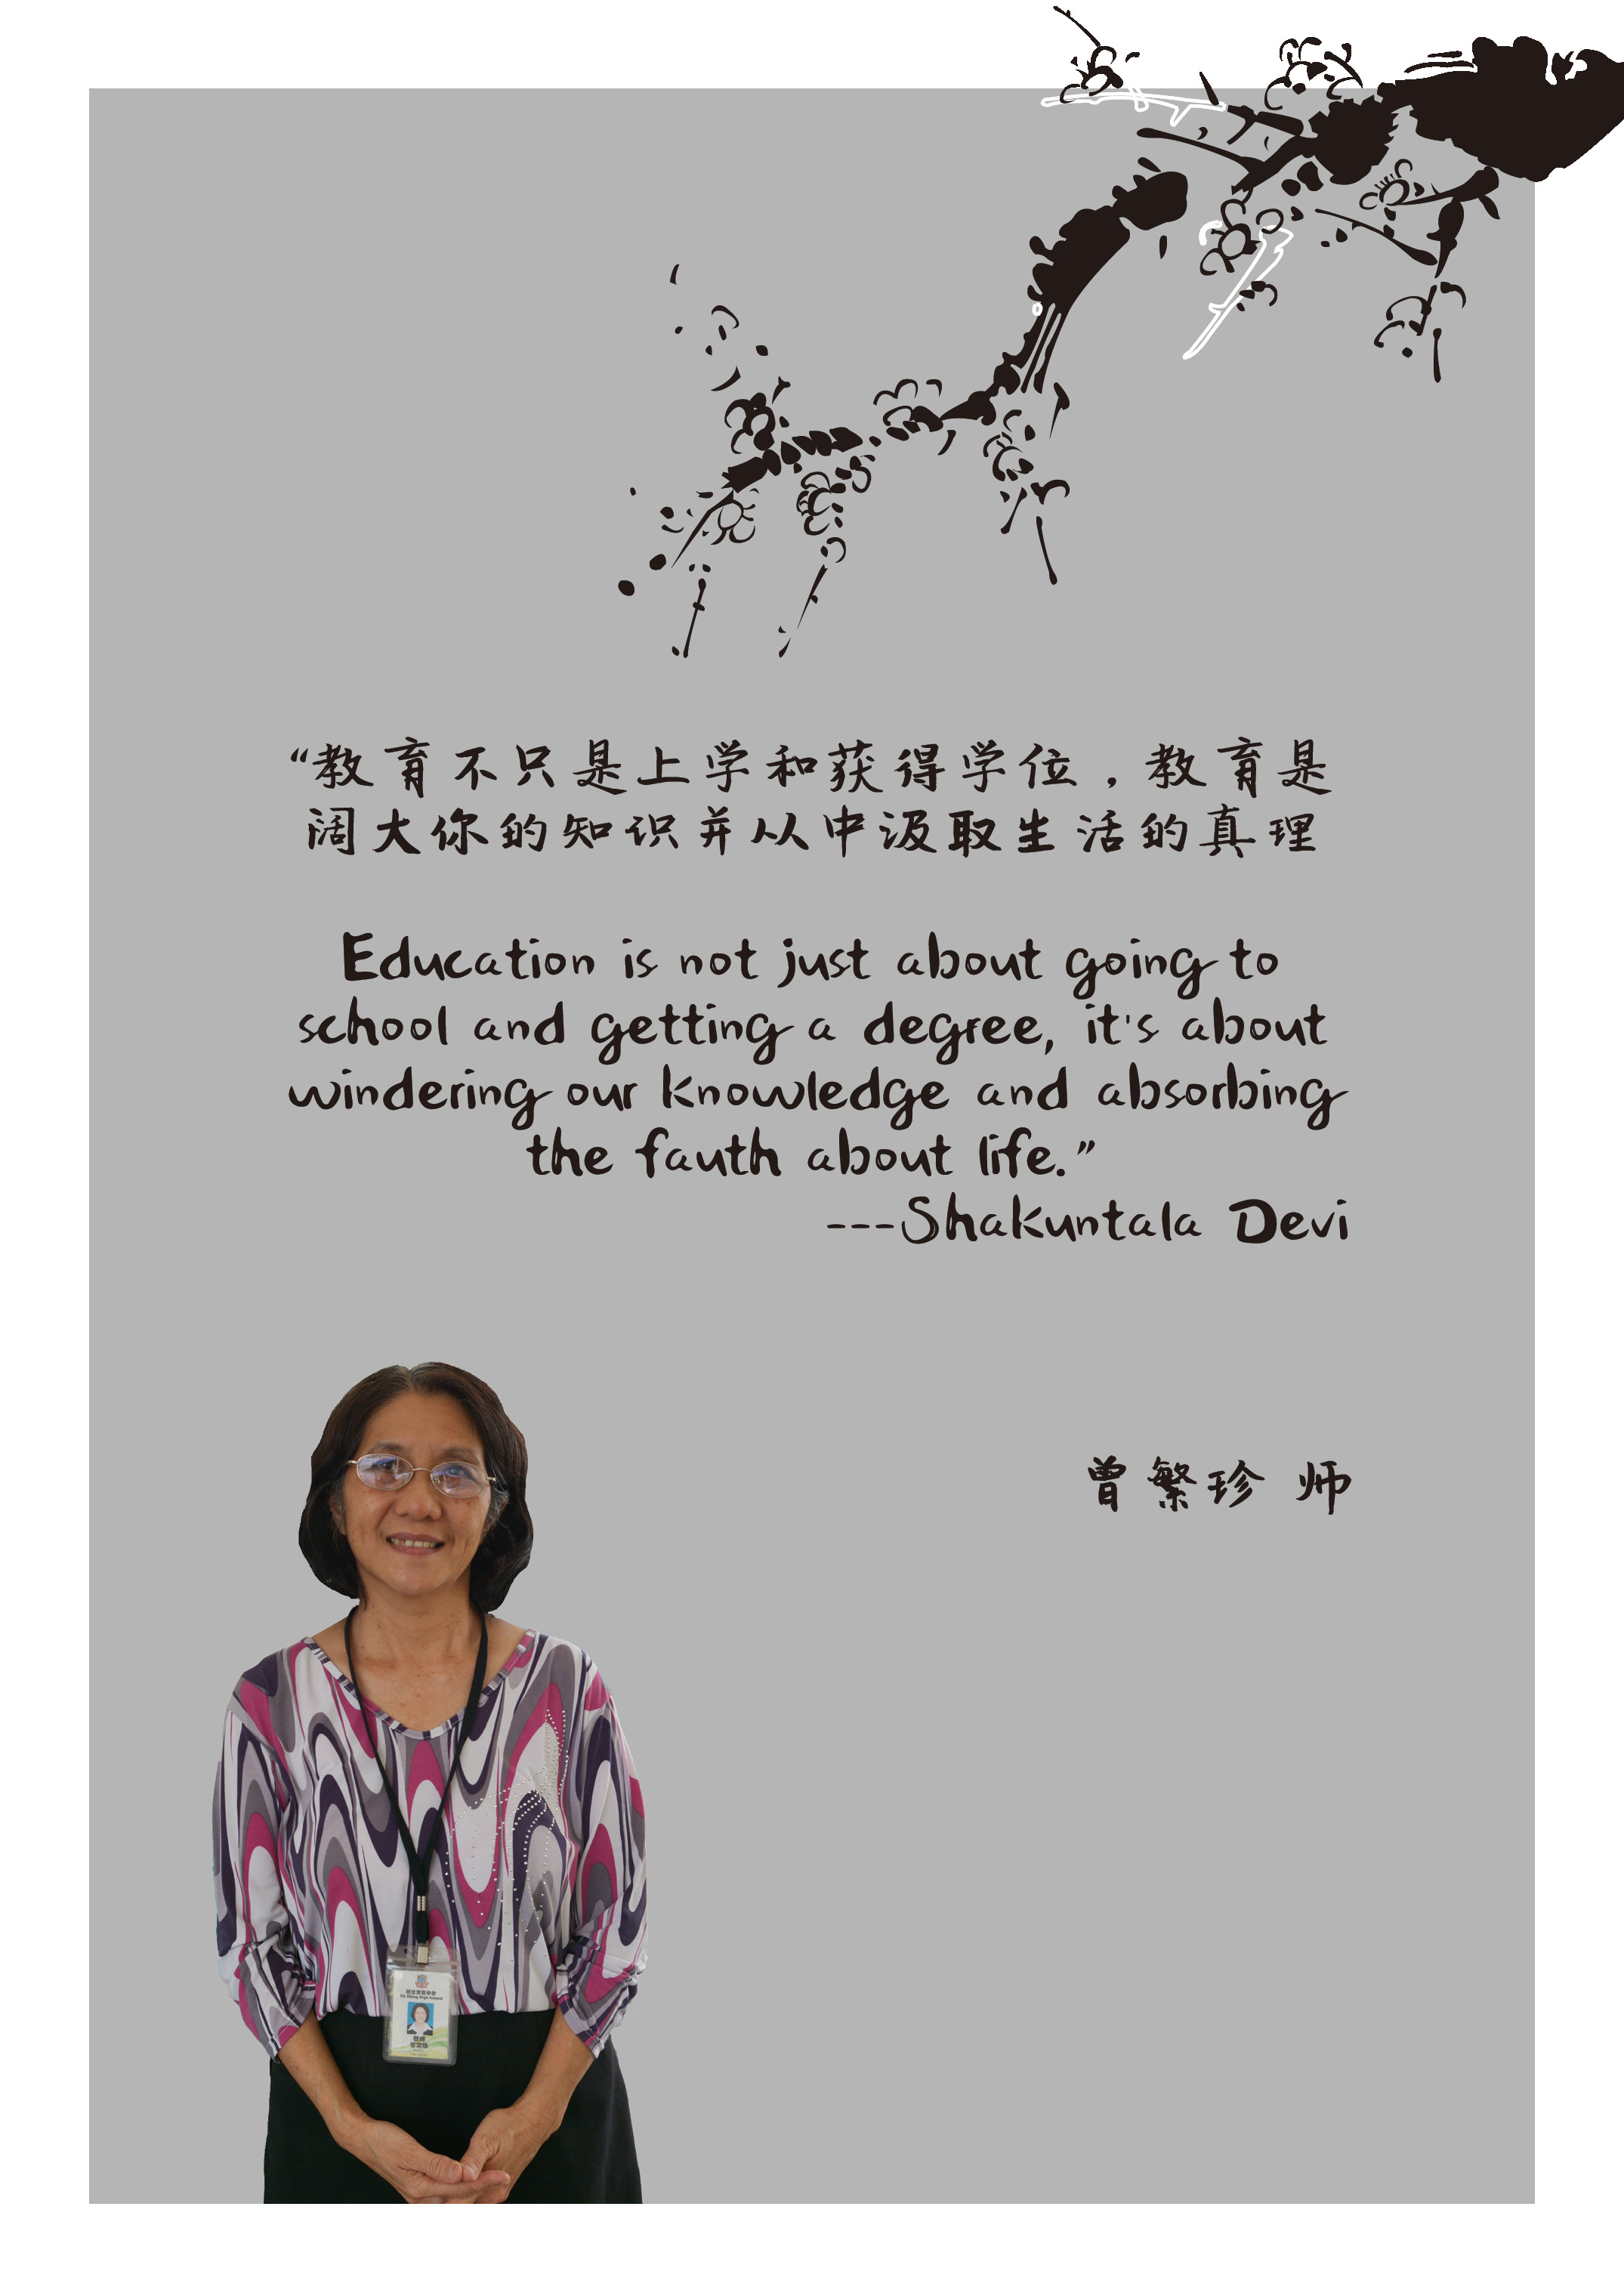 “教育不只是上学和获得学位，教育是
阔大你的知识并从中汲取生活的真理
Education is not just about going to
school and getting a degree, it's about
windering our knowledge and absorbing
the fauth about life.”
---Shakuntala Devi
曾繁珍 师